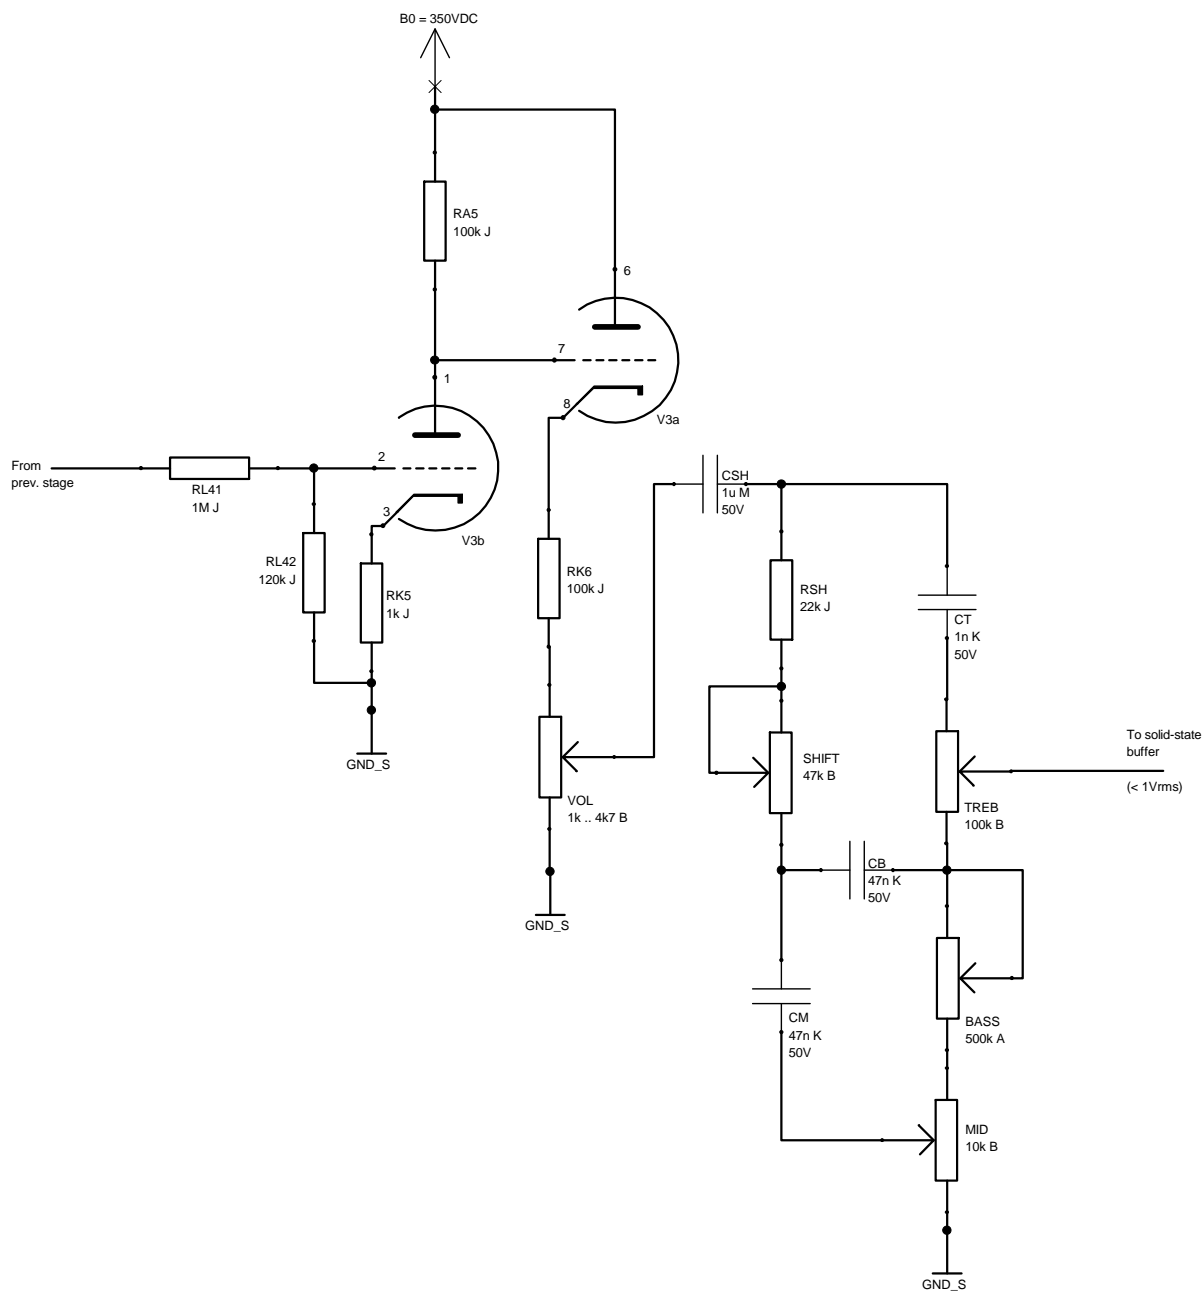 B0 = 350VDC
RA5
100k J
6
7
1
8
V3a
From
prev. stage
2
RL41
1M J
3
V3b
CSH
1u M
50V
RL42
120k J
RK5
1k J
RK6
100k J
RSH
22k J
CT
1n K
50V
GND_S
VOL
1k .. 4k7 B
SHIFT
47k B
TREB
100k B
To solid-state
buffer
(< 1Vrms)
CB
47n K
50V
GND_S
CM
47n K
50V
BASS
500k A
MID
10k B
GND_S